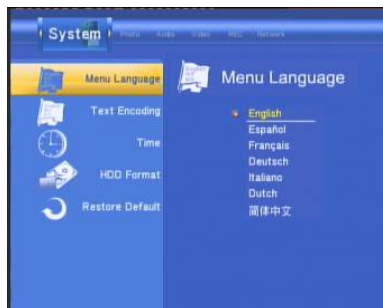 System Photo Audio Video REC Network
Menu Language
Text Encoding
Time
HDD Format
Restore Default
Menu Language
English
Español
Français
Deutsch
Italiano
Dutch
简体中文